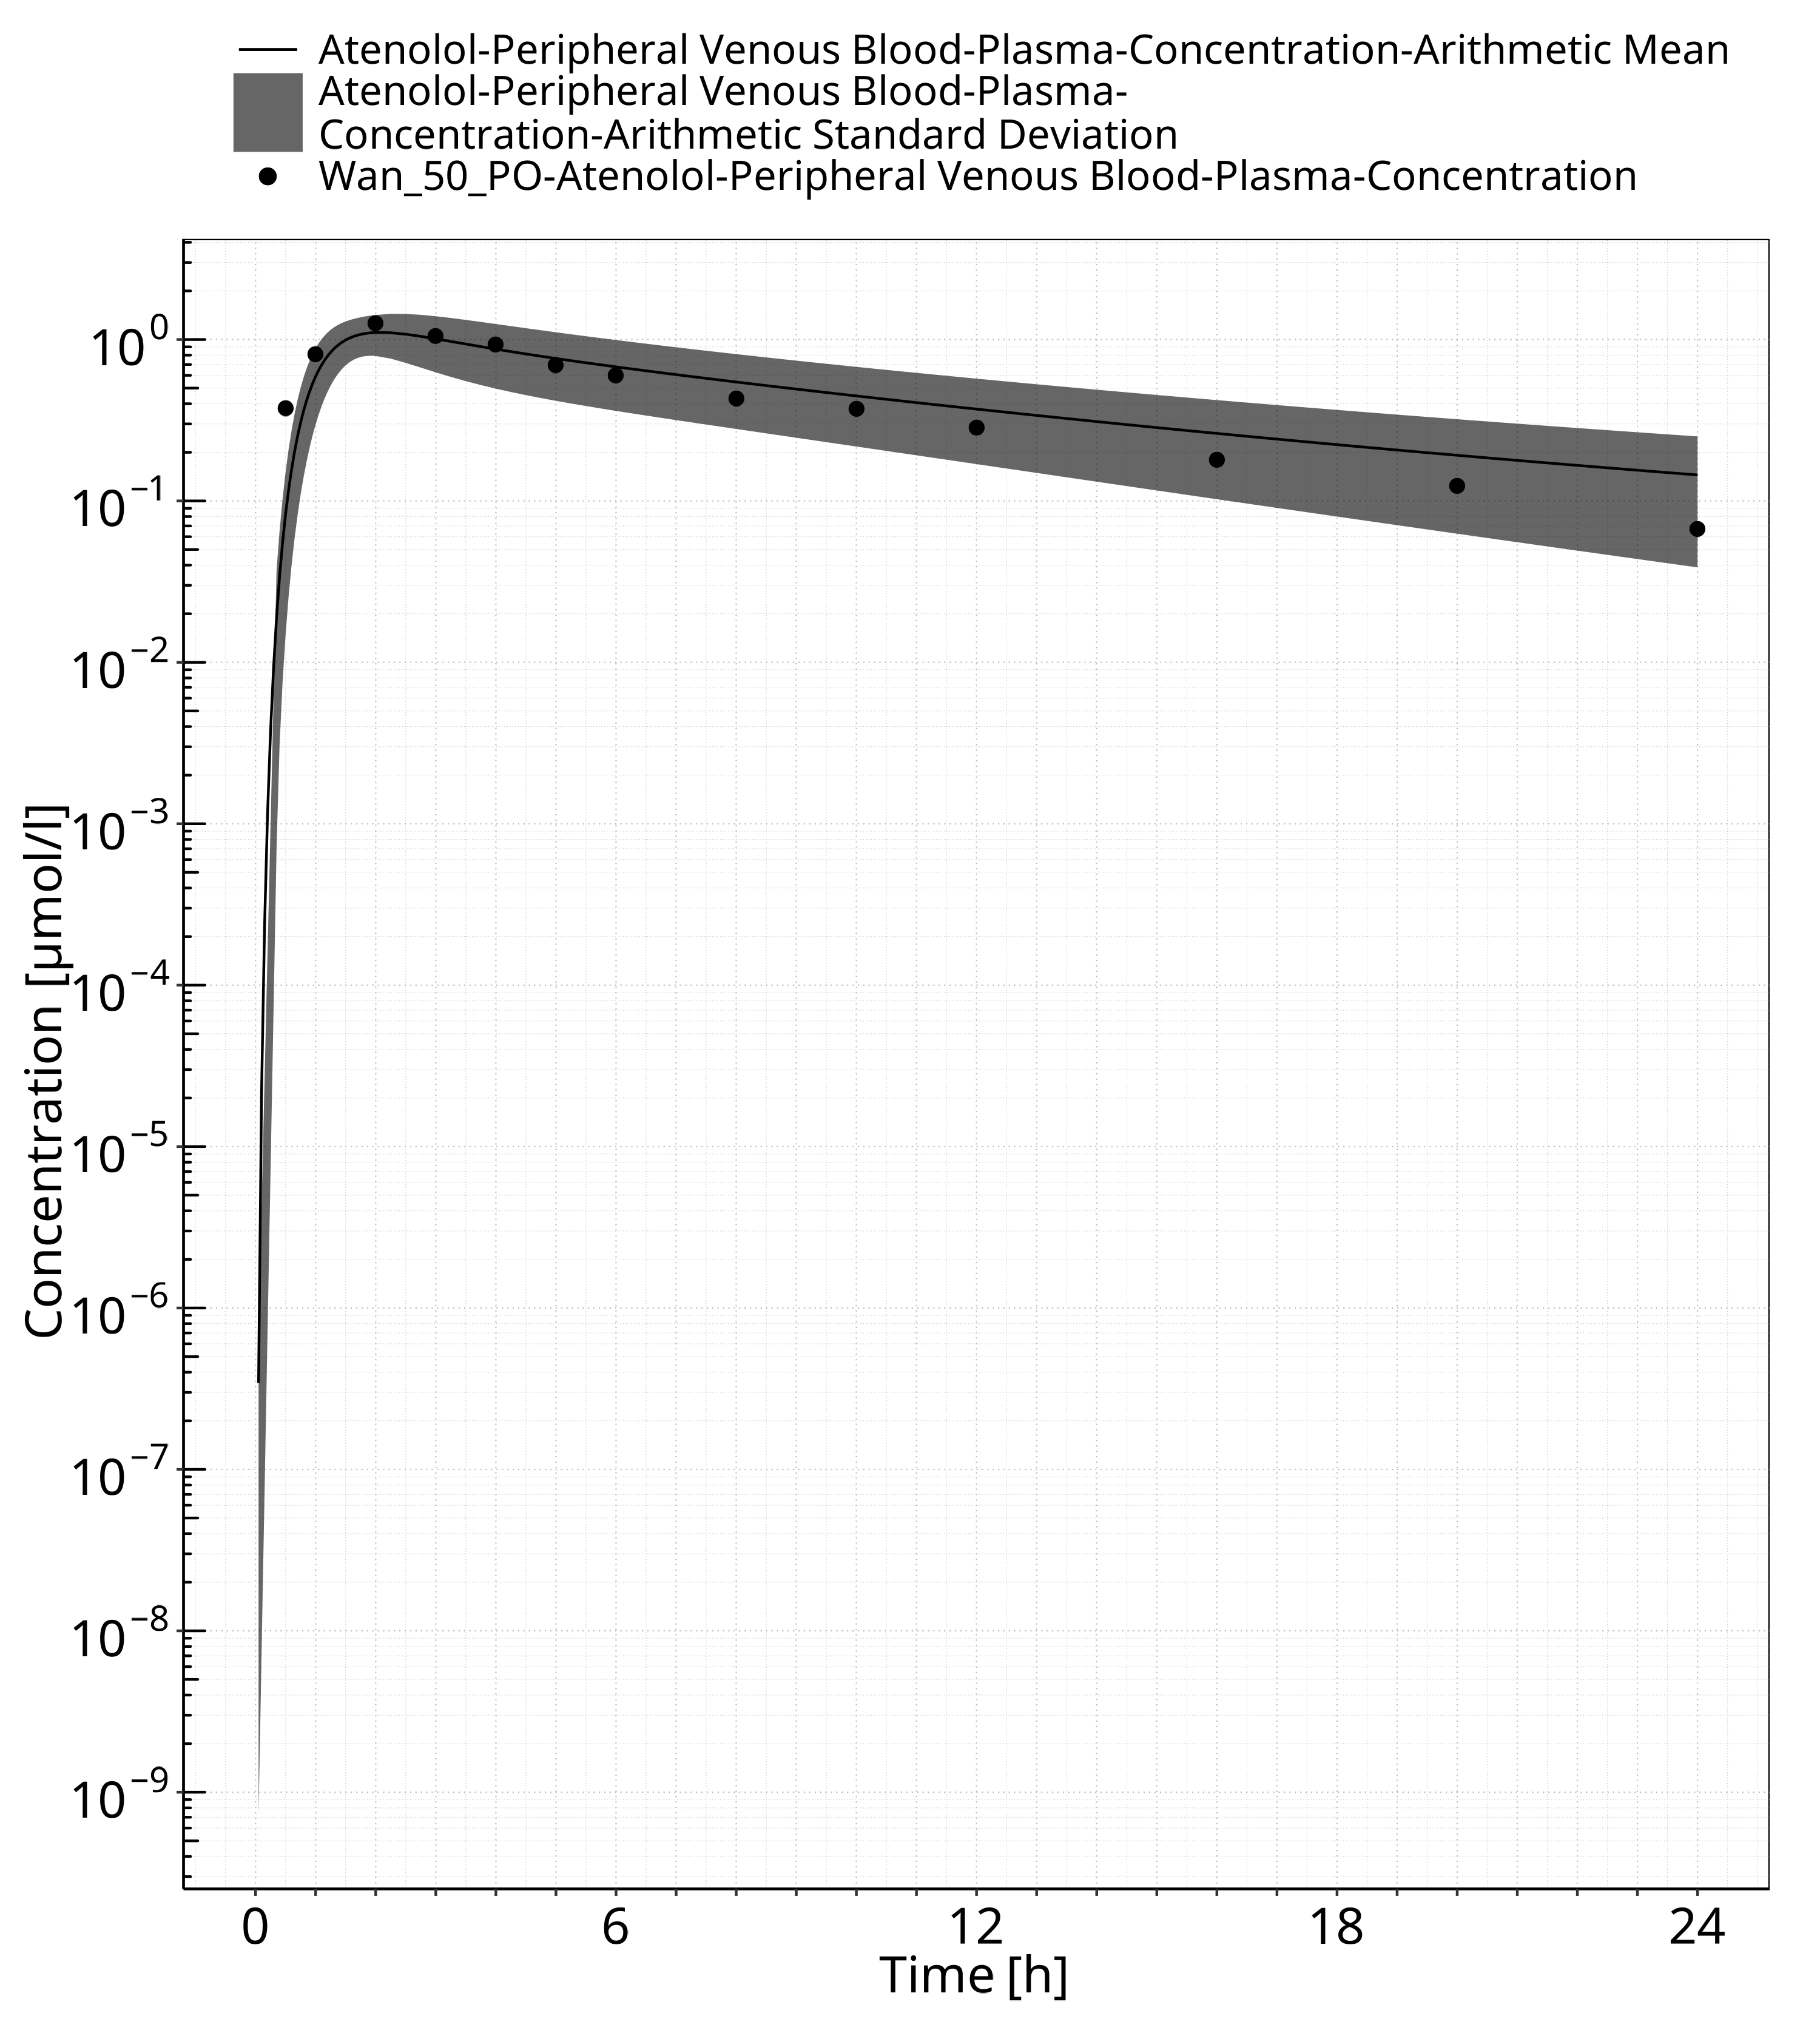 Atenolol-Peripheral Venous Blood-Plasma-Concentration-Arithmetic Mean
Atenolol-Peripheral Venous Blood-Plasma-
Concentration-Arithmetic Standard Deviation
Wan_50_PO-Atenolol-Peripheral Venous Blood-Plasma-Concentration
Concentration [µmol/l]
10⁰
10⁻¹
10⁻²
10⁻³
10⁻⁴
10⁻⁵
10⁻⁶
10⁻⁷
10⁻⁸
10⁻⁹
0 6 12 18 24
Time [h]